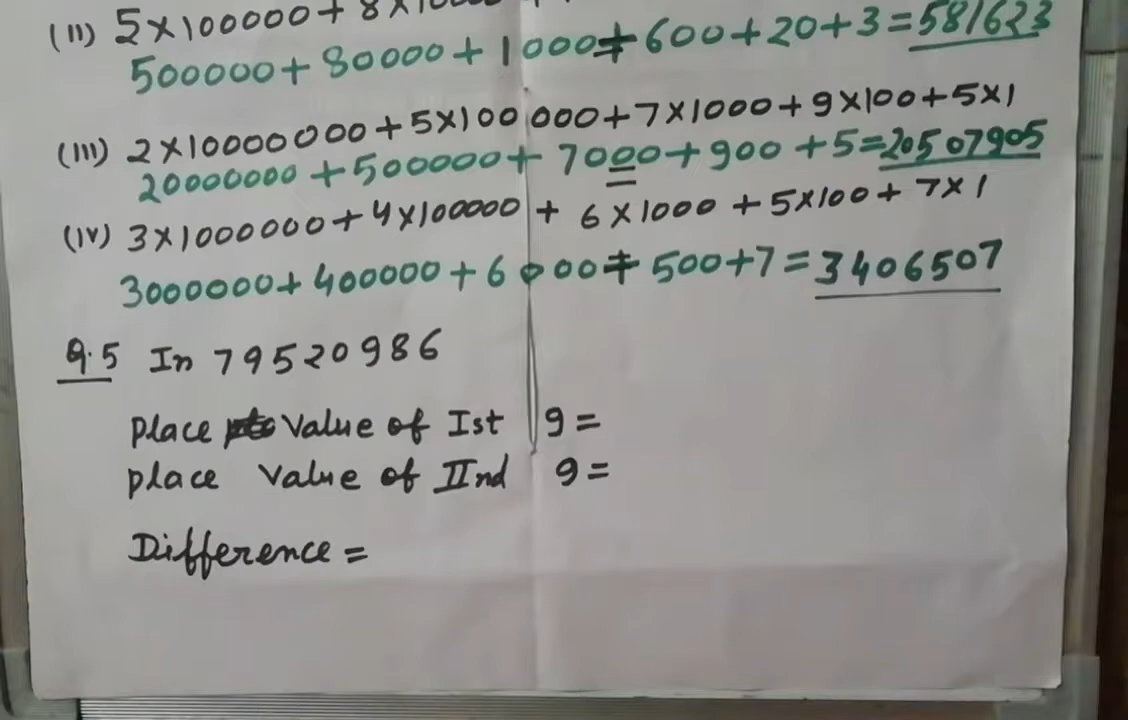 (II) 5×100000+ 8×1000
500000+ 80000+ 1000+ 600+20+3=581623
(III) 2×10000000+5×100000+7×1000+9×100+5×1
20000000+500000+ 7000+900+5=20507905
(IV) 3×1000000+4×100000+ 6×1000+5×100+7×1
3000000+400000+6000+500+7=3406507
Q.5 In 79520986
Place Value of Ist 9=
place Value of IInd 9=
Difference=